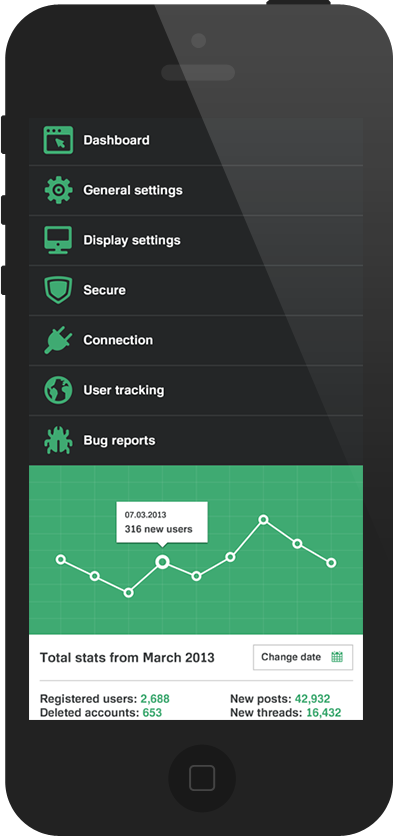 Dashboard
General settings
Display settings
Secure
Connection
User tracking
Bug reports
07.03.2013
316 new users
Total stats from March 2013
Change date
Registered users: 2,688
New posts: 42,932
Deleted accounts: 653
New threads: 16,432